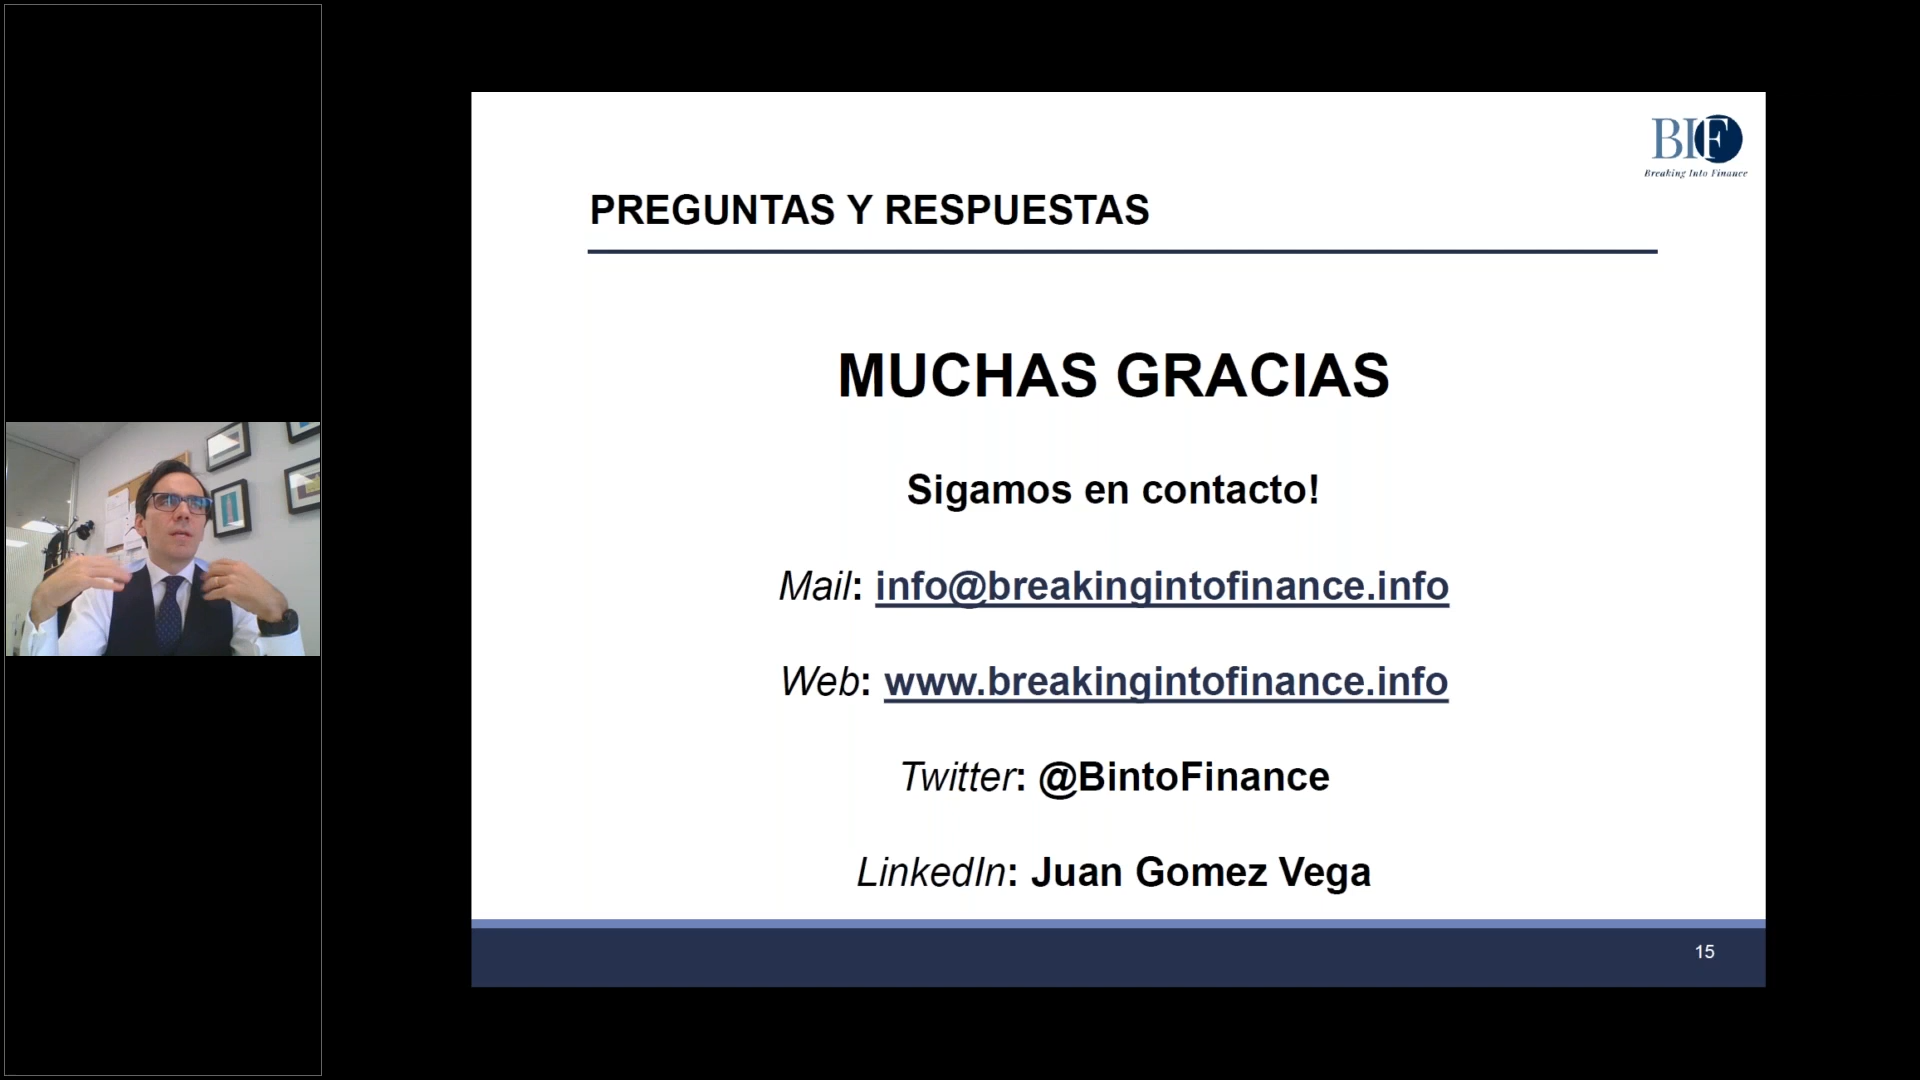 BIF
Breaking Into Finance
PREGUNTAS Y RESPUESTAS
MUCHAS GRACIAS
Sigamos en contacto!
Mail: info@breakingintofinance.info
Web: www.breakingintofinance.info
Twitter: @BintoFinance
LinkedIn: Juan Gomez Vega
15